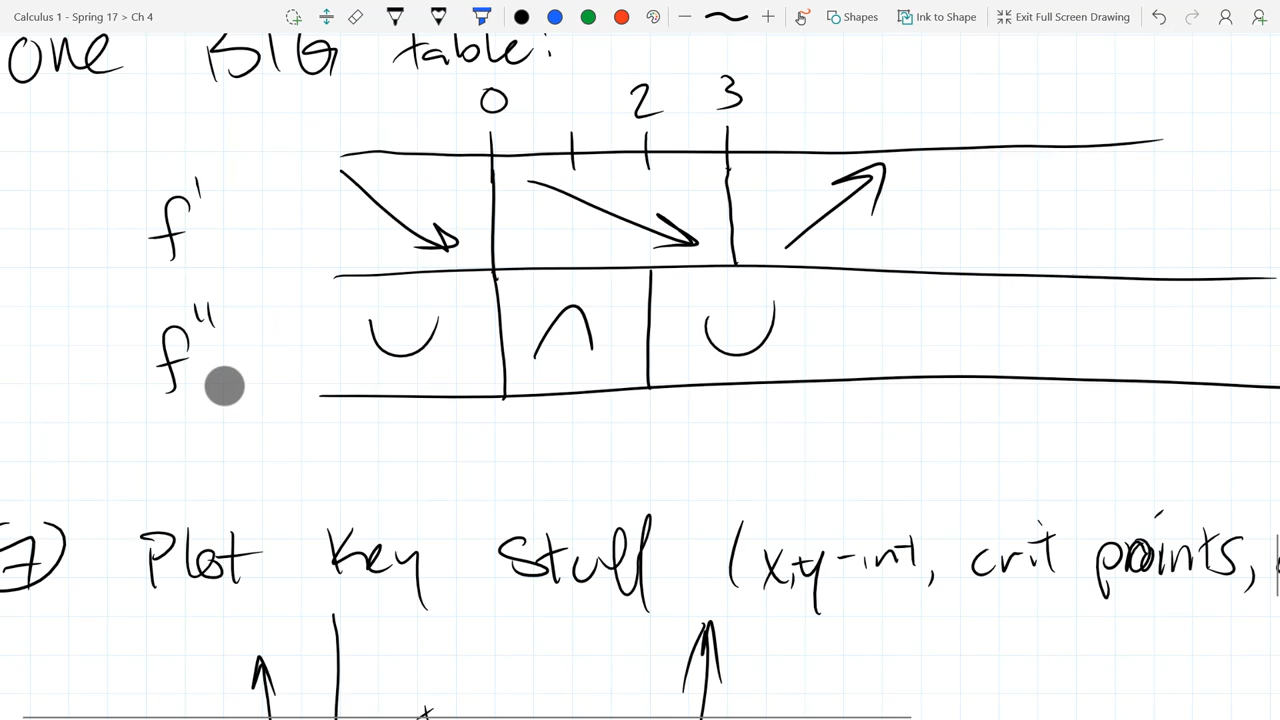 Calculus 1 - Spring 17 > Ch 4
Shapes
Ink to Shape
Exit Full Screen Drawing
one BIG table:
0 2 3
f'
f"
7) Plot Key Stuff (x,y-int, crit points,